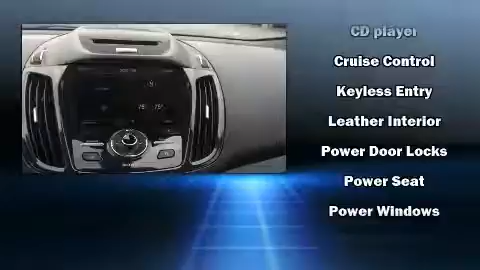 CD player
Cruise Control
Keyless Entry
Leather Interior
Power Door Locks
Power Seat
Power Windows